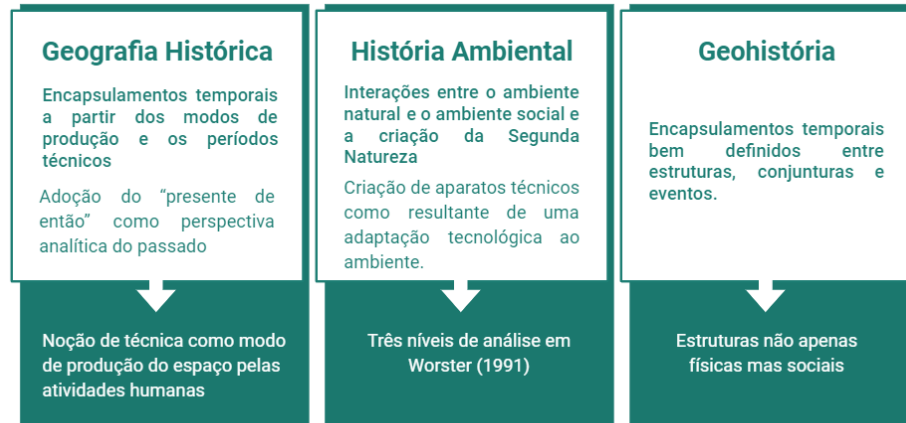 Geografia Histórica
Encapsulamentos temporais
a partir dos modos de
produção e os períodos
técnicos
Adoção do “presente de
então” como perspectiva
analítica do passado
Noção de técnica como modo
de produção do espaço pelas
atividades humanas
História Ambiental
Interações entre o ambiente
natural e o ambiente social e
a criação da Segunda
Natureza
Criação de aparatos técnicos
como resultante de uma
adaptação tecnológica ao
ambiente.
Três níveis de análise em
Worster (1991)
Geohistória
Encapsulamentos temporais
bem definidos entre
estruturas, conjunturas e
eventos.
Estruturas não apenas
físicas mas sociais